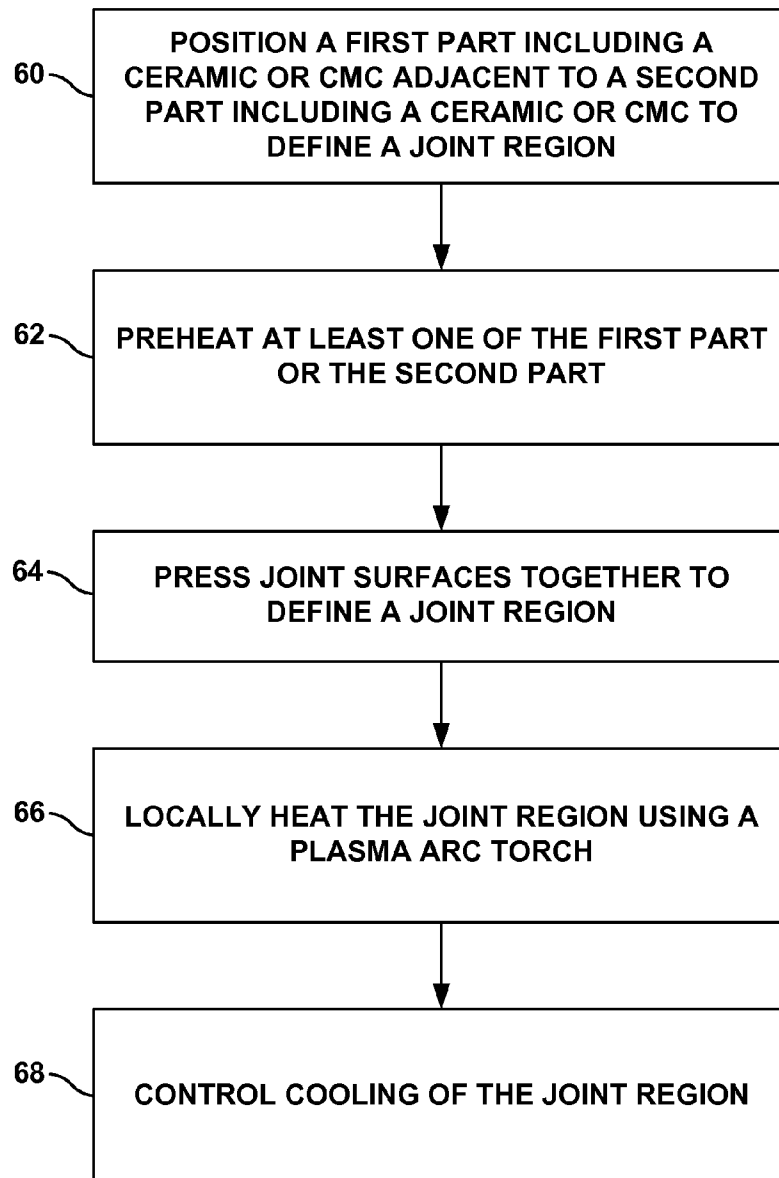 POSITION A FIRST PART INCLUDING A
60
CERAMIC OR CMC ADJACENT TO A SECOND
PART INCLUDING A CERAMIC OR CMC TO
DEFINE A JOINT REGION
62
PREHEAT AT LEAST ONE OF THE FIRST PART
OR THE SECOND PART
64
PRESS JOINT SURFACES TOGETHER TO
DEFINE A JOINT REGION
66
LOCALLY HEAT THE JOINT REGION USING A
PLASMA ARC TORCH
68
CONTROL COOLING OF THE JOINT REGION